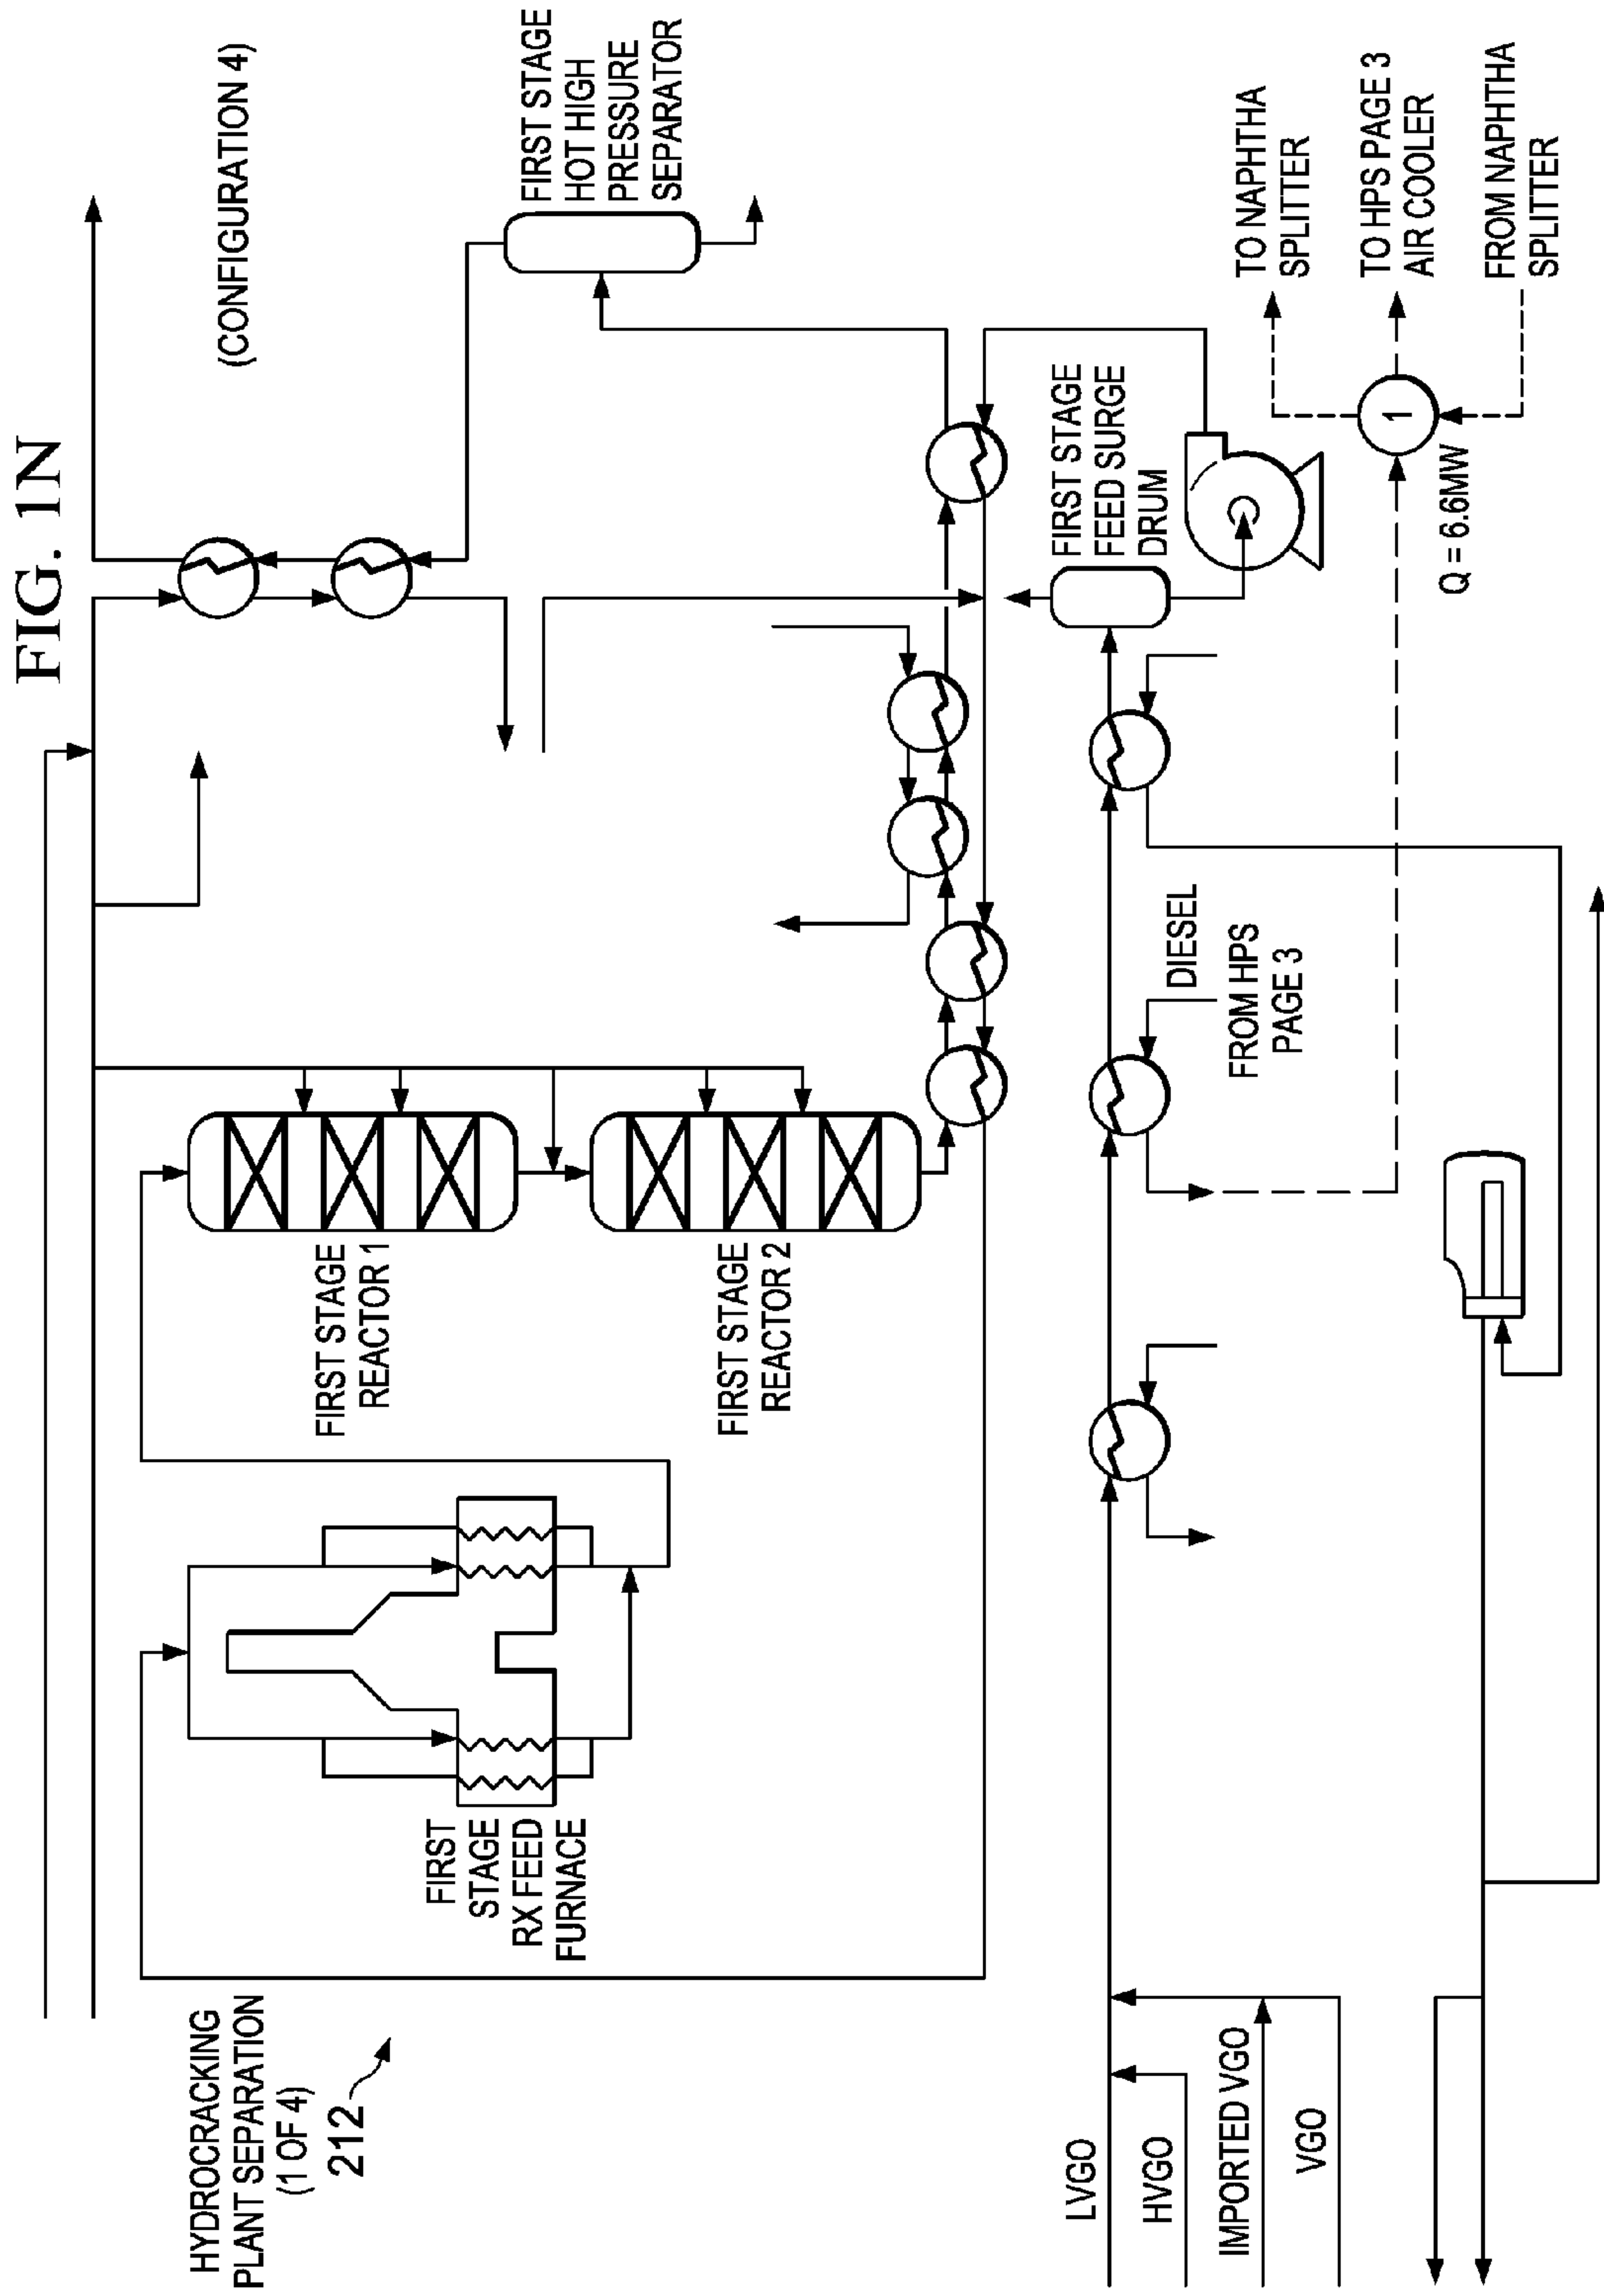 FIG. 1N
(CONFIGURATION 4)
HYDROCRACKING
PLANT SEPARATION
(1 OF 4)
212
FIRST
STAGE
RX FEED
FURNACE
FIRST STAGE
REACTOR 1
FIRST STAGE
REACTOR 2
FIRST STAGE
HOT HIGH
PRESSURE
SEPARATOR
FIRST STAGE
FEED SURGE
DRUM
LVGO
HVGO
IMPORTED VGO
VGO
DIESEL
FROM HPS
PAGE 3
TO NAPHTHA
SPLITTER
TO HPS PAGE 3
AIR COOLER
1
FROM NAPHTHA
SPLITTER
Q = 6.6MW